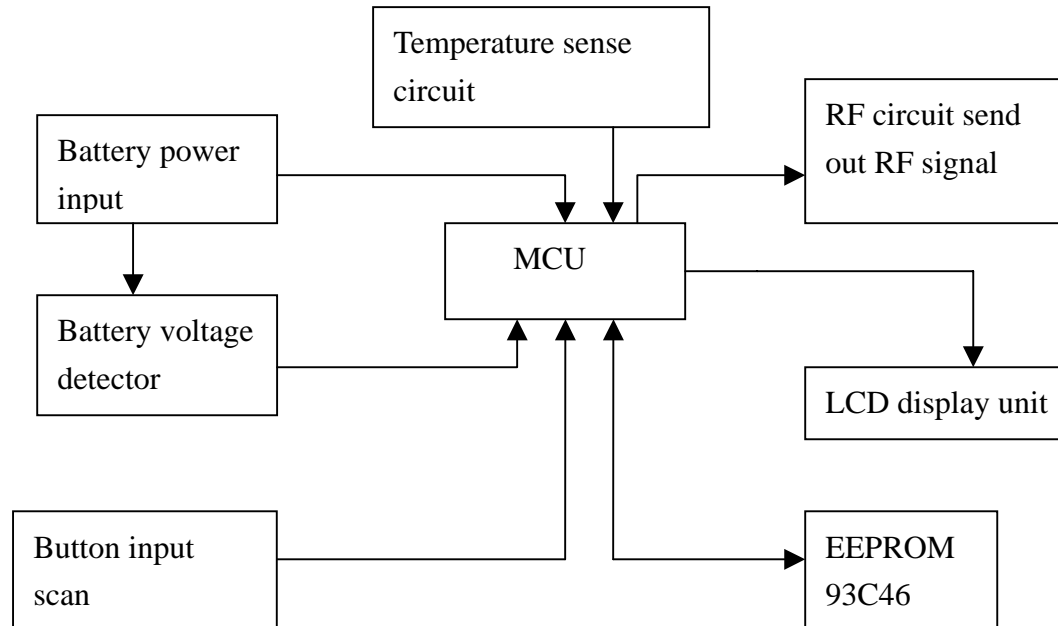 Temperature sense
circuit
RF circuit send
out RF signal
Battery power
input
MCU
Battery voltage
detector
LCD display unit
Button input
scan
EEPROM
93C46